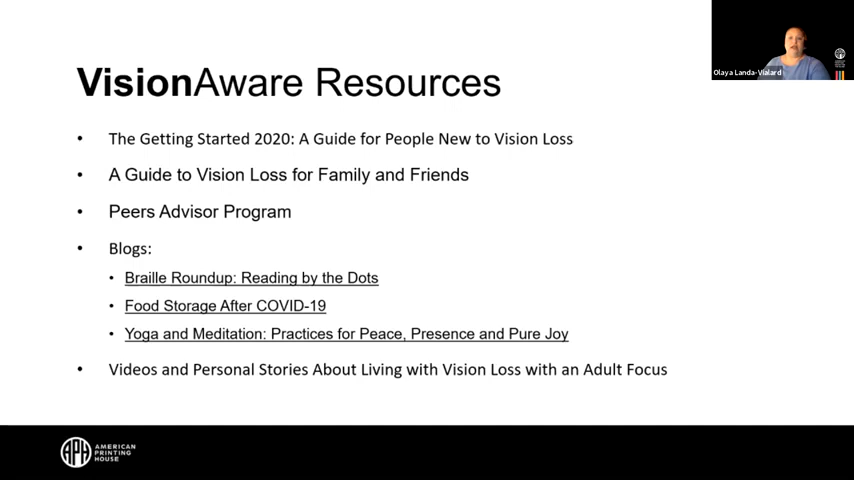 Olaya Landa-Vialard
VisionAware Resources
• The Getting Started 2020: A Guide for People New to Vision Loss
• A Guide to Vision Loss for Family and Friends
• Peers Advisor Program
• Blogs:
• Braille Roundup: Reading by the Dots
• Food Storage After COVID-19
• Yoga and Meditation: Practices for Peace, Presence and Pure Joy
• Videos and Personal Stories About Living with Vision Loss with an Adult Focus
APH
AMERICAN
PRINTING
HOUSE